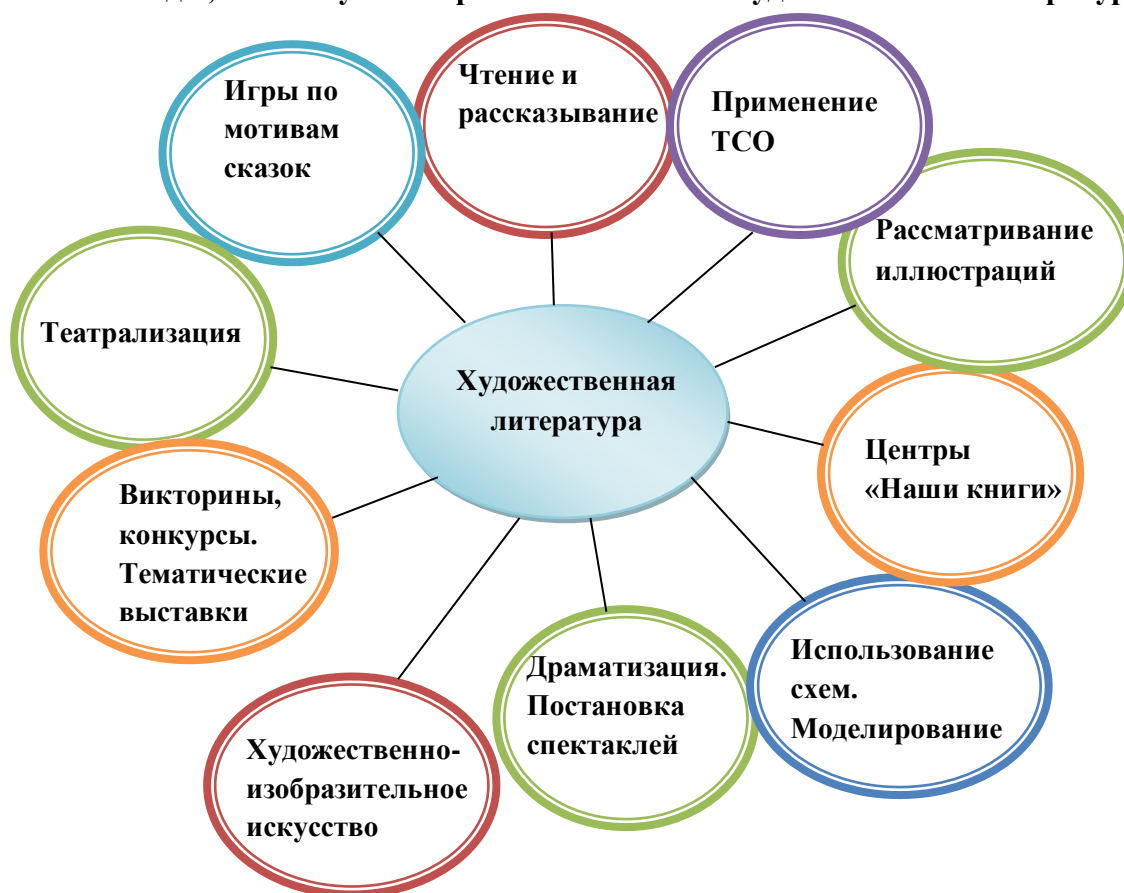 Чтение и
рассказывание
Игры по
мотивам
сказок
Применение
ТСО
Рассматривание
иллюстраций
Театрализация
Художественная
литература
Центры
«Наши книги»
Викторины,
конкурсы.
Тематические
выставки
Использование
схем.
Моделирование
Драматизация.
Постановка
спектаклей
Художественно-
изобразительное
искусство